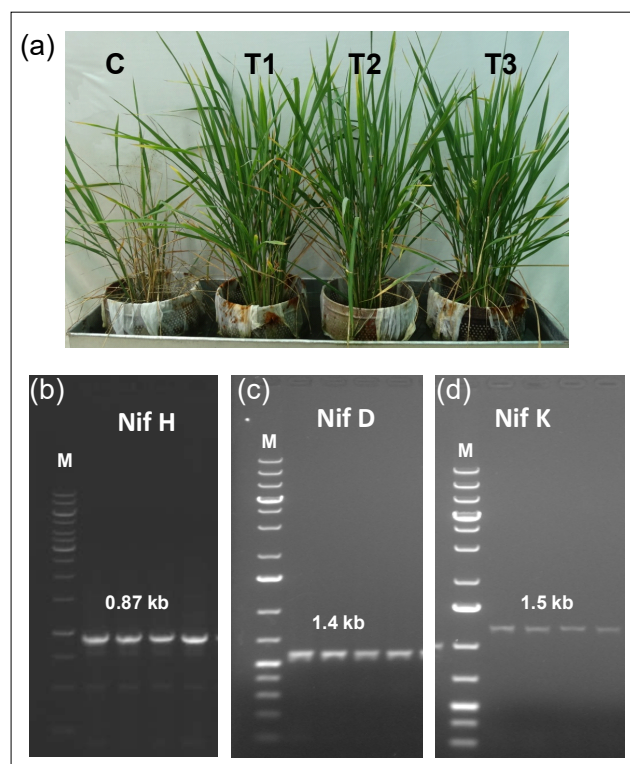 (a)
C T1 T2 T3
(b) (c) (d)
Nif H Nif D Nif K
M M M
0.87 kb 1.4 kb 1.5 kb